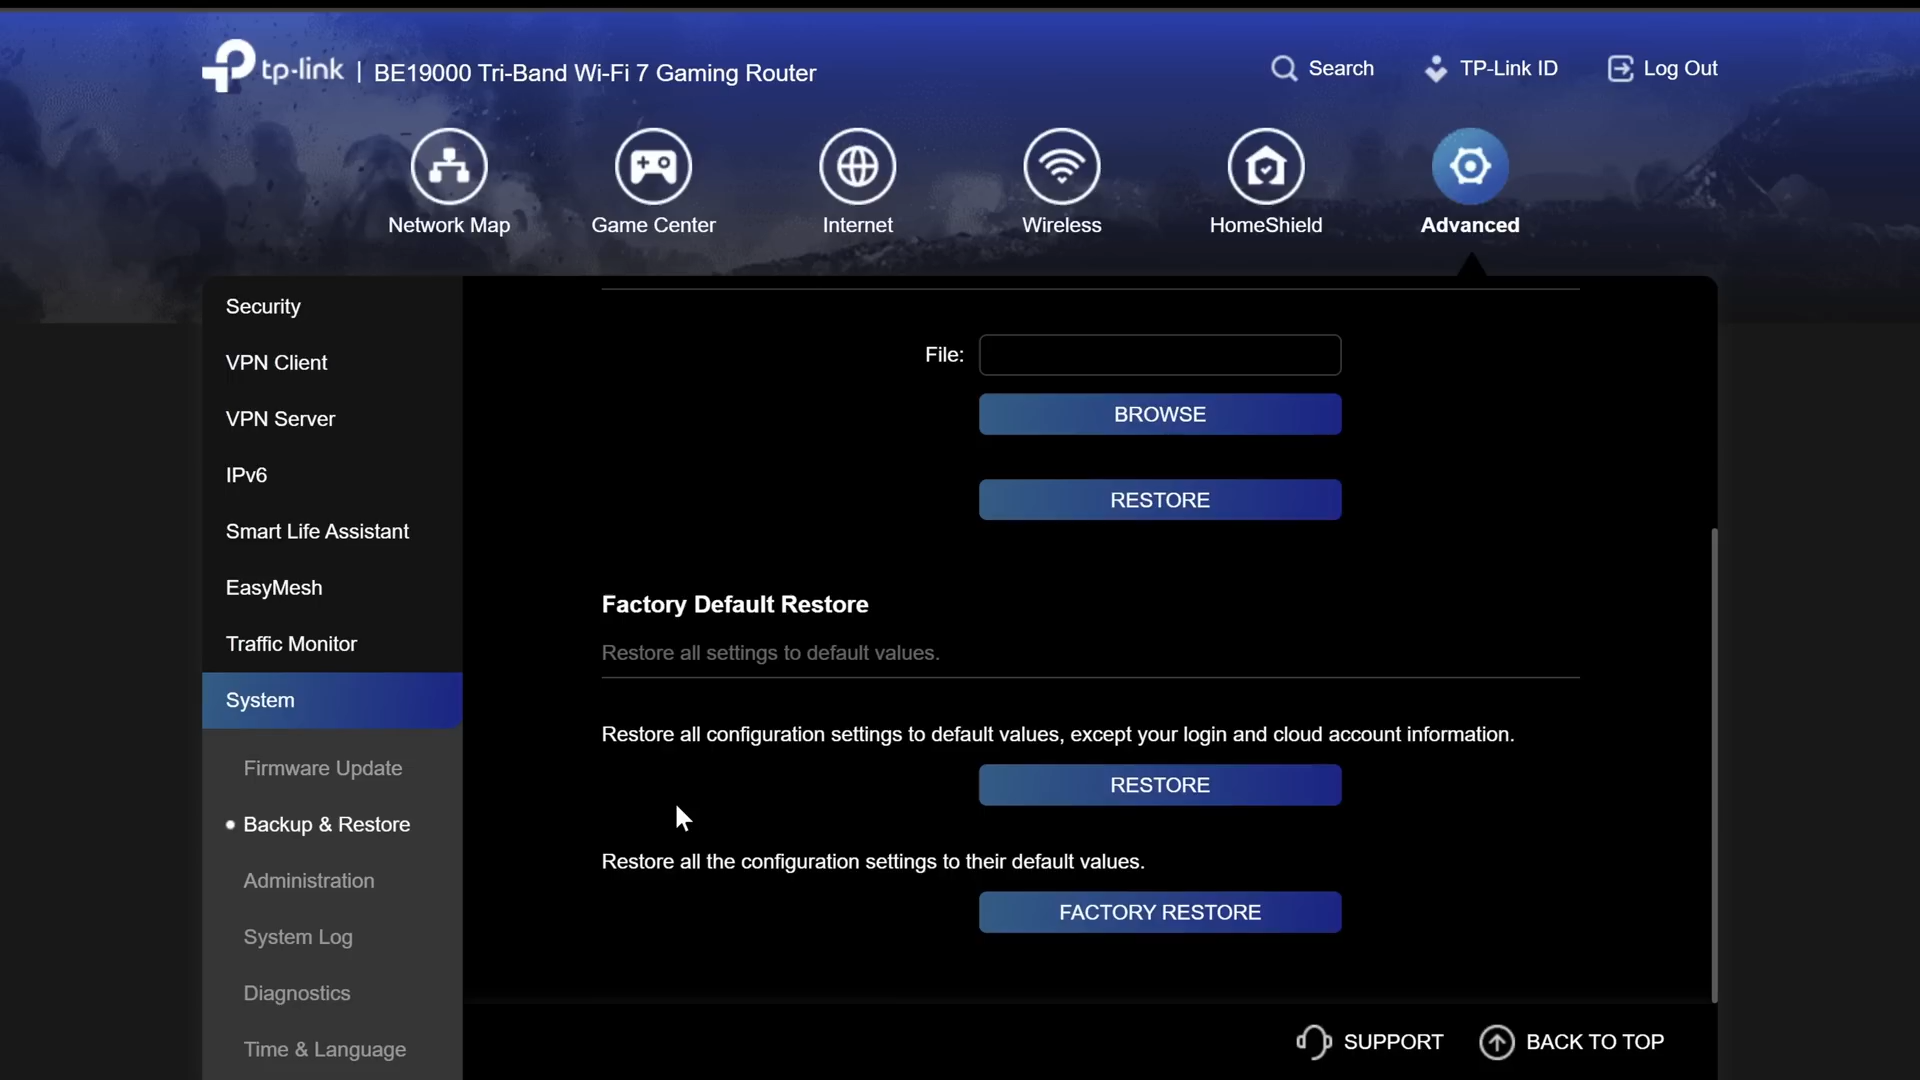 tp-link | BE19000 Tri-Band Wi-Fi 7 Gaming Router
Search
TP-Link ID
Log Out
Network Map
Game Center
Internet
Wireless
HomeShield
Advanced
Security
VPN Client
VPN Server
IPv6
Smart Life Assistant
EasyMesh
Traffic Monitor
System
Firmware Update
Backup & Restore
Administration
System Log
Diagnostics
Time & Language
File:
BROWSE
RESTORE
Factory Default Restore
Restore all settings to default values.
Restore all configuration settings to default values, except your login and cloud account information.
RESTORE
Restore all the configuration settings to their default values.
FACTORY RESTORE
SUPPORT
BACK TO TOP